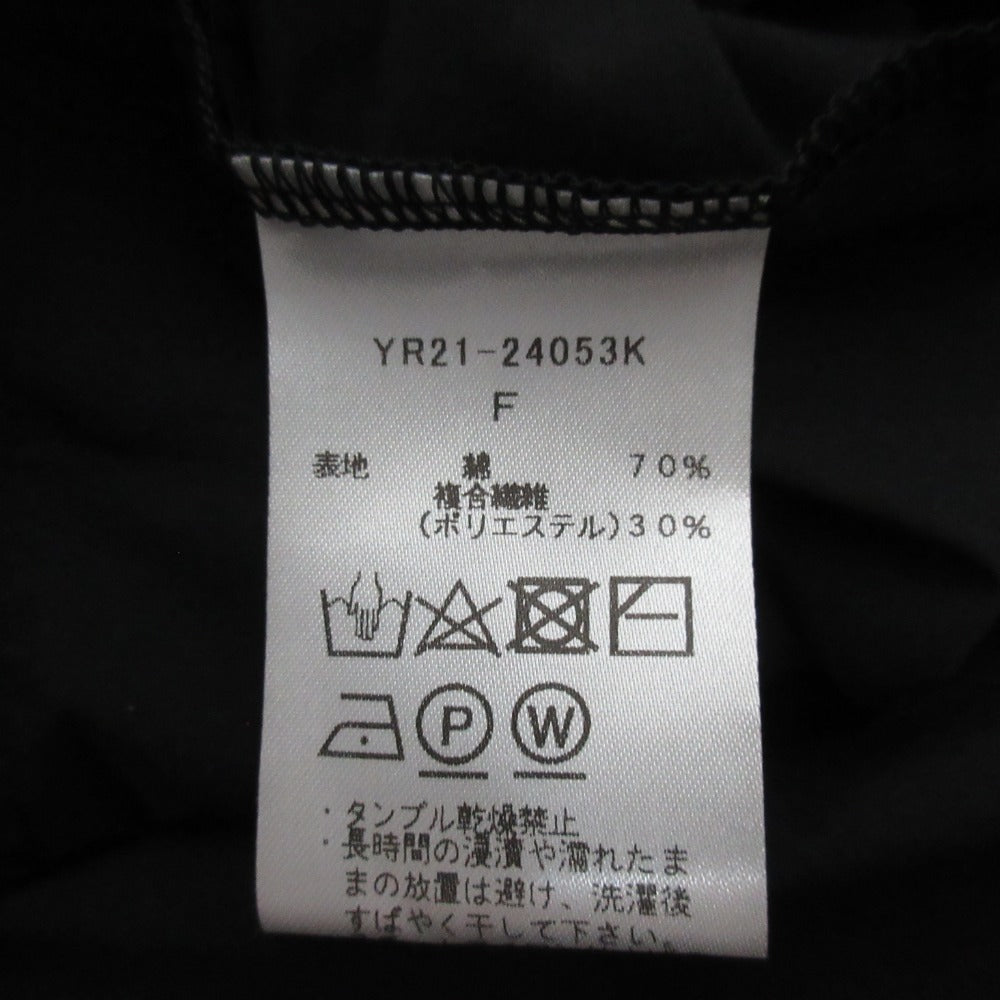 YR21-24053K
F
表地 綿 70%
複合繊維
(ポリエステル)30%
P W
・タンブル乾燥禁止
・長時間の浸漬や濡れたま
まの放置は避け、洗濯後
すばやく干して下さい。